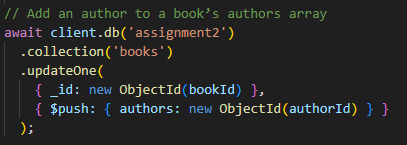 // Add an author to a book’s authors array
await client.db('assignment2')
  .collection('books')
  .updateOne(
    { _id: new ObjectId(bookId) },
    { $push: { authors: new ObjectId(authorId) } }
  );